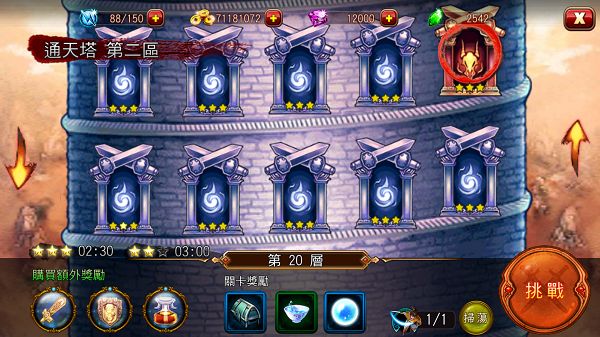 88/150
71181072
12000
2542
X
通天塔 第二區
02:30
03:00
第 20 層
購買額外獎勵
關卡獎勵
1/1
掃蕩
挑戰